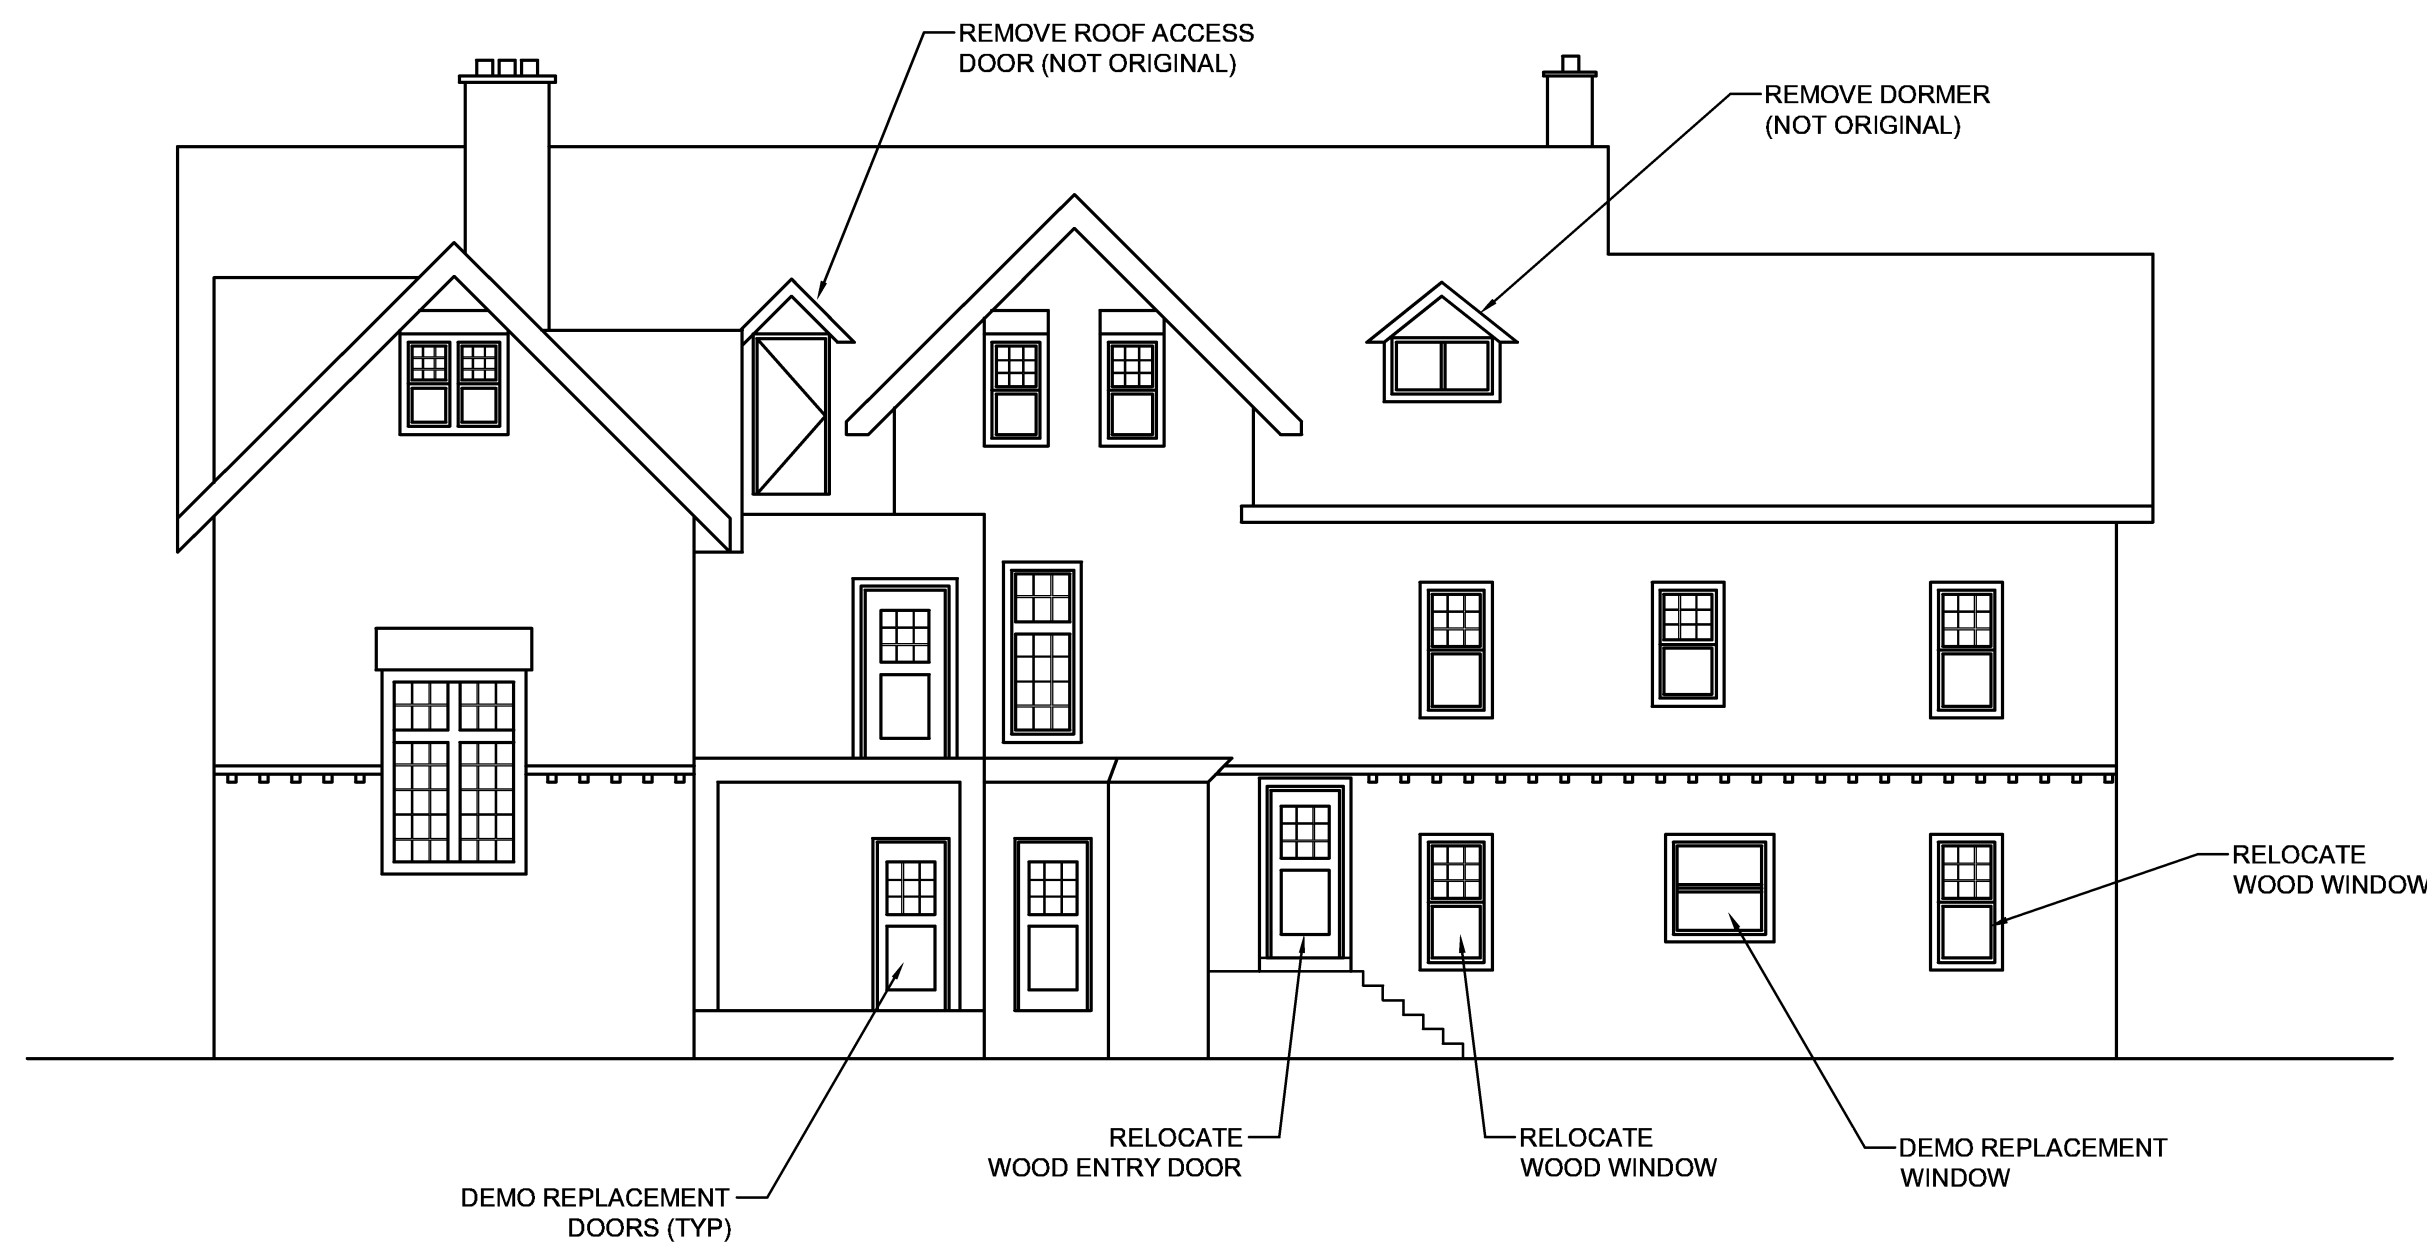 REMOVE ROOF ACCESS
DOOR (NOT ORIGINAL)
REMOVE DORMER
(NOT ORIGINAL)
RELOCATE
WOOD WINDOW
RELOCATE
WOOD ENTRY DOOR
RELOCATE
WOOD WINDOW
DEMO REPLACEMENT
WINDOW
DEMO REPLACEMENT
DOORS (TYP)